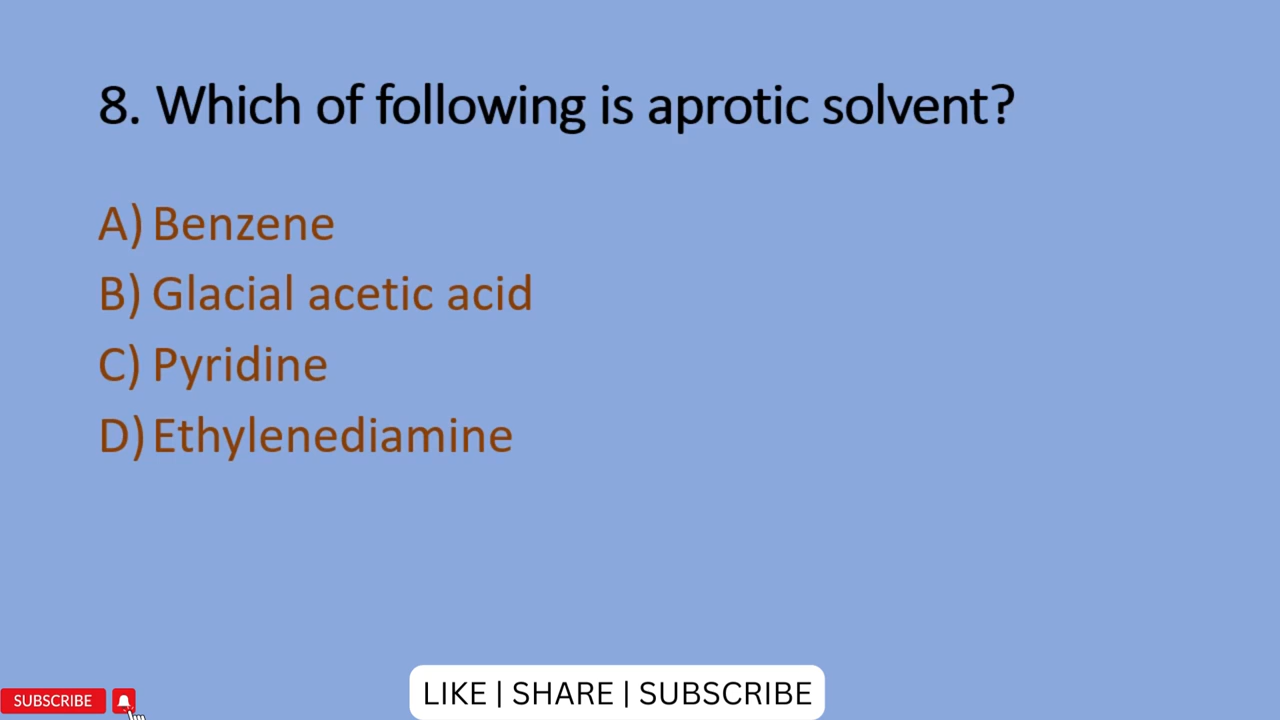 8. Which of following is aprotic solvent?
A) Benzene
B) Glacial acetic acid
C) Pyridine
D) Ethylenediamine
SUBSCRIBE
LIKE | SHARE | SUBSCRIBE